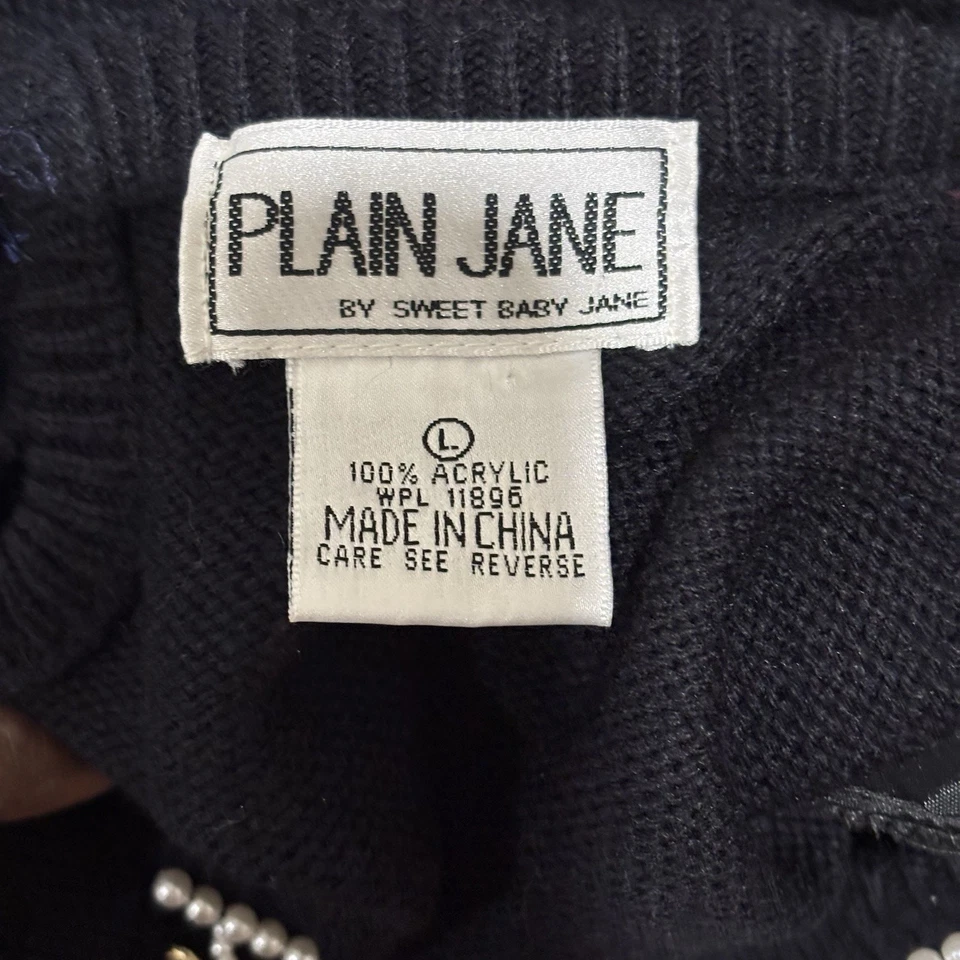 PLAIN JANE
BY SWEET BABY JANE
L
100% ACRYLIC
WPL 11896
MADE IN CHINA
CARE SEE REVERSE